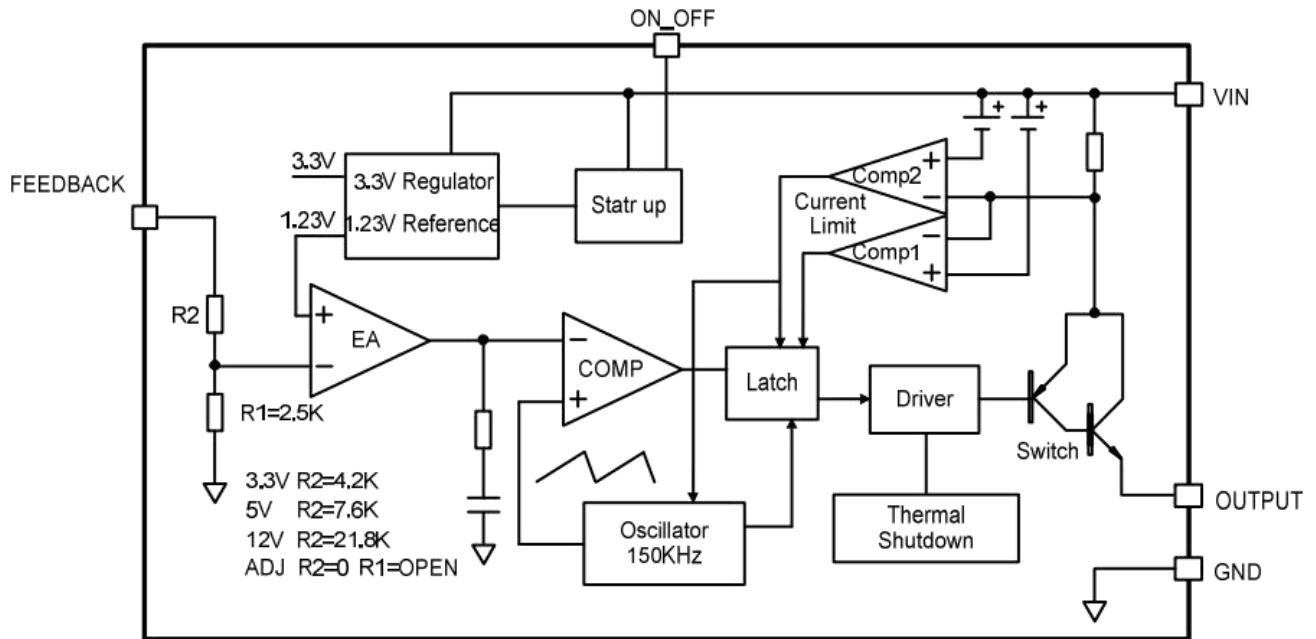 ON_OFF
VIN
FEEDBACK
3.3V
3.3V Regulator
1.23V
1.23V Reference
Statr up
+
+
+
Comp2
−
Current
Limit
−
Comp1
+
R2
+
EA
−
R1=2.5K
−
COMP
+
Latch
Driver
Switch
3.3V R2=4.2K
5V R2=7.6K
12V R2=21.8K
ADJ R2=0 R1=OPEN
Oscillator
150KHz
Thermal
Shutdown
OUTPUT
GND